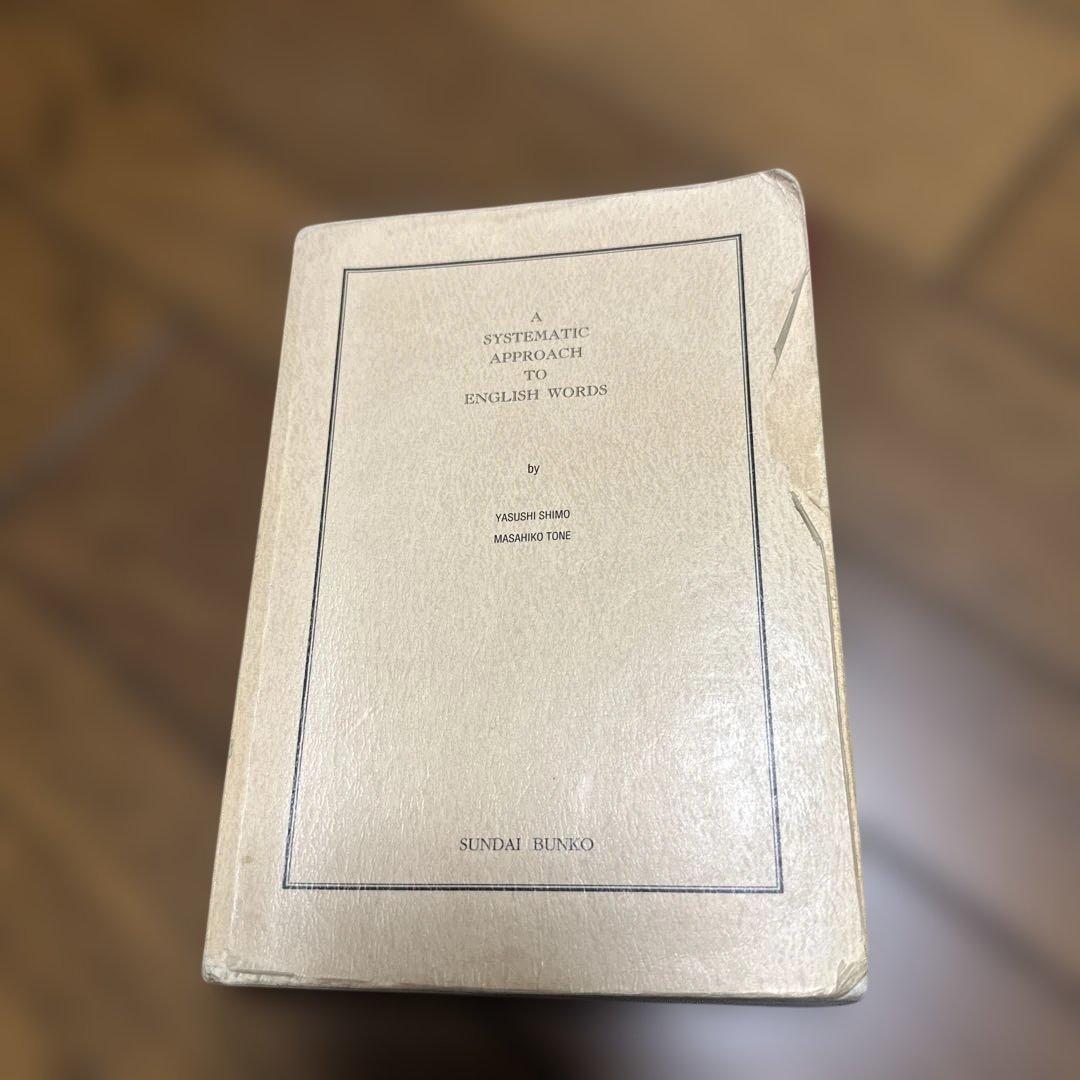 A
SYSTEMATIC
APPROACH
TO
ENGLISH WORDS
by
YASUSHI SHIMO
MASAHIKO TONE
SUNDAI BUNKO